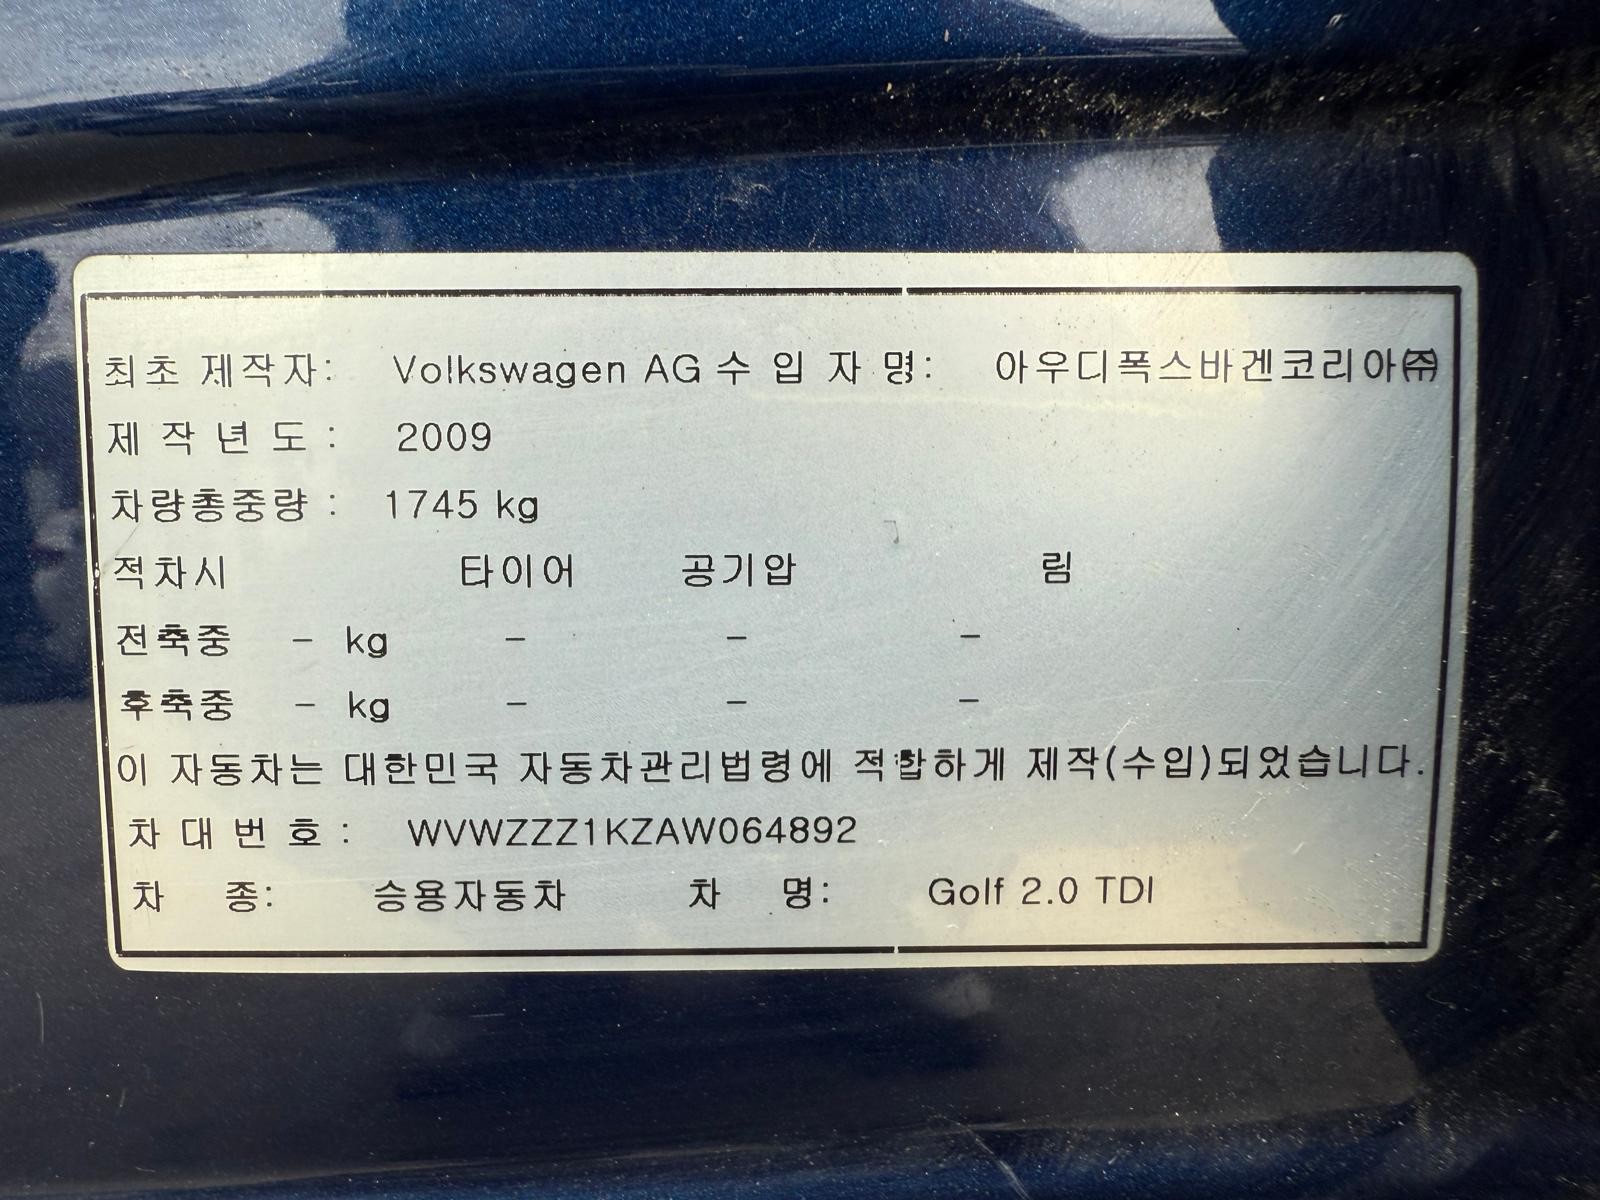 최초 제작자: Volkswagen AG 수 입 자 명: 아우디폭스바겐코리아㈜
제 작 년 도 : 2009
차량총중량 : 1745 kg
적차시 타이어 공기압 림
전축중 - kg - - -
후축중 - kg - - -
이 자동차는 대한민국 자동차관리법령에 적합하게 제작(수입)되었습니다.
차 대 번 호 : WVWZZZ1KZAW064892
차 종: 승용자동차 차 명: Golf 2.0 TDI